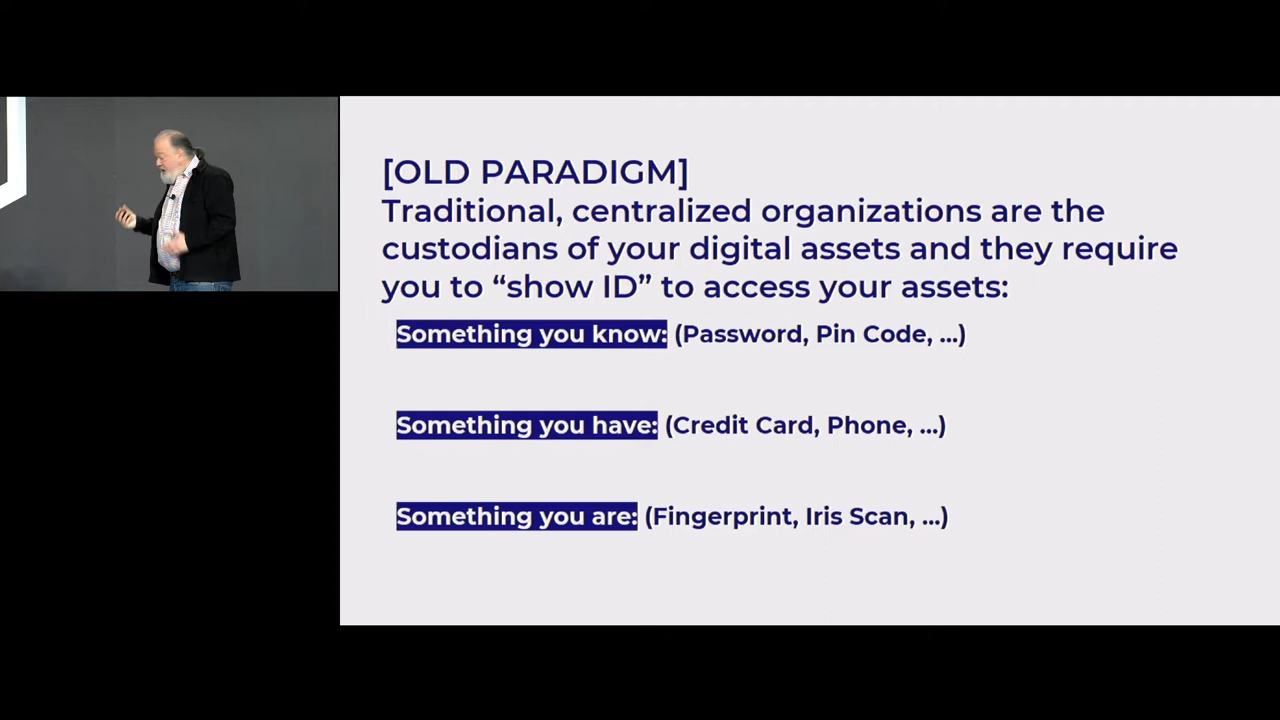 [OLD PARADIGM]
Traditional, centralized organizations are the
custodians of your digital assets and they require
you to “show ID” to access your assets:
Something you know: (Password, Pin Code, ...)
Something you have: (Credit Card, Phone, ...)
Something you are: (Fingerprint, Iris Scan, ...)